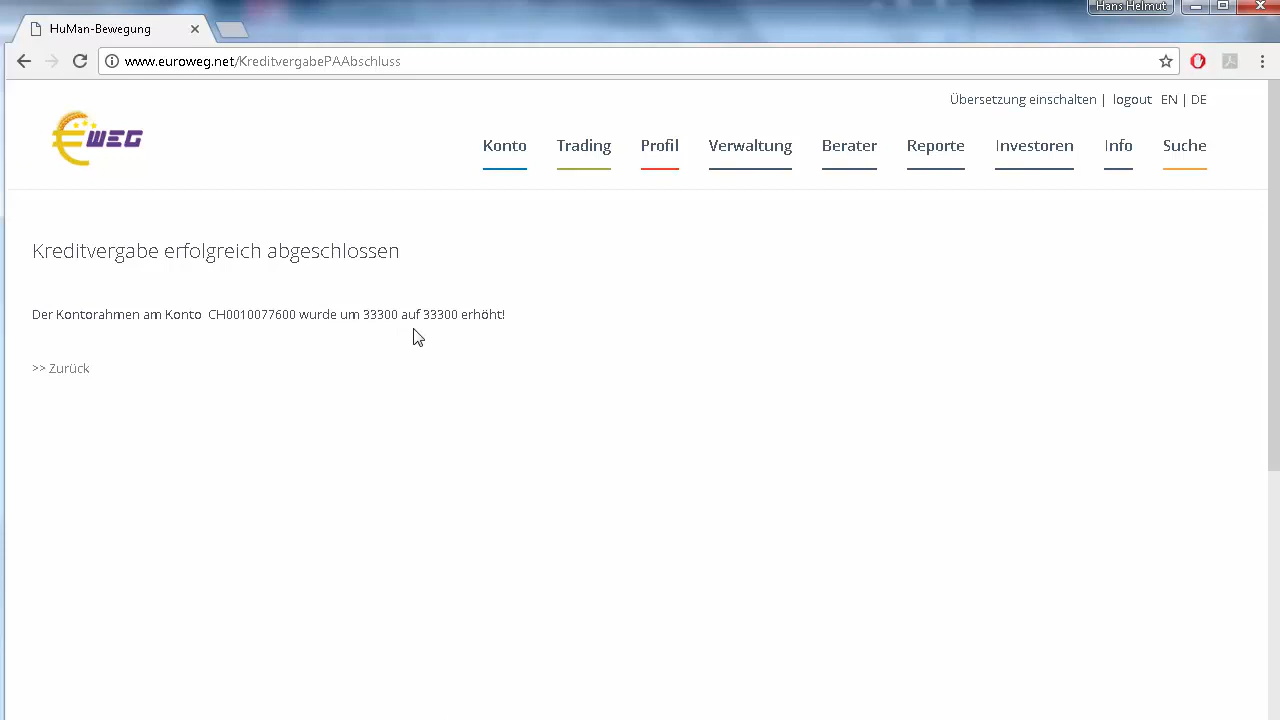 Hans Helmut
HuMan-Bewegung
www.euroweg.net/KreditvergabePAAbschluss
Übersetzung einschalten | logout EN | DE
€WEG
Konto Trading Profil Verwaltung Berater Reporte Investoren Info Suche
Kreditvergabe erfolgreich abgeschlossen
Der Kontorahmen am Konto CH0010077600 wurde um 33300 auf 33300 erhöht!
>> Zurück